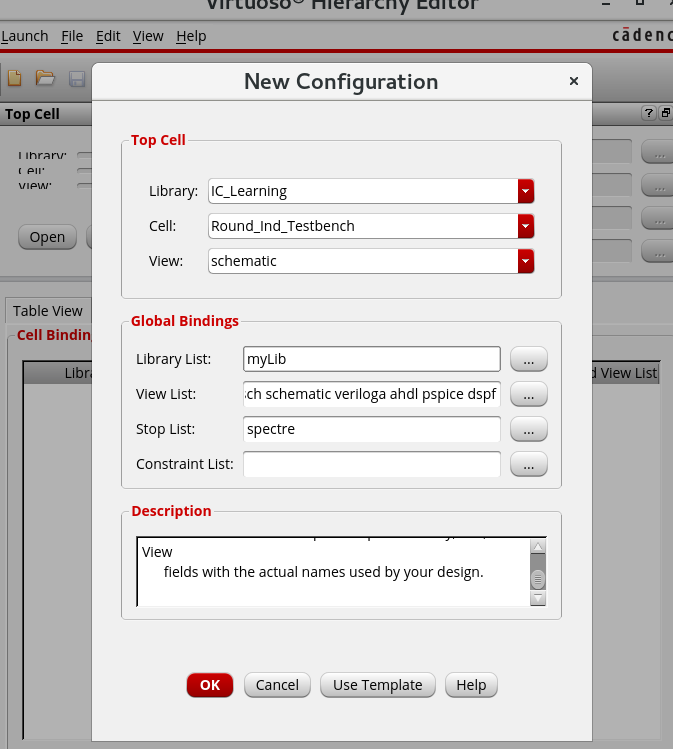 Virtuoso® Hierarchy Editor
Launch File Edit View Help
cādenc
New Configuration
Top Cell
? 
Library:
Cell:
View:
...
...
...
...
Open
Table View
Cell Bindin
Libra
d View List
Top Cell
Library: IC_Learning
Cell: Round_Ind_Testbench
View: schematic
Global Bindings
Library List: myLib ...
View List: sch schematic veriloga ahdl pspice dspf ...
Stop List: spectre ...
Constraint List: ...
Description
View
fields with the actual names used by your design.
OK Cancel Use Template Help